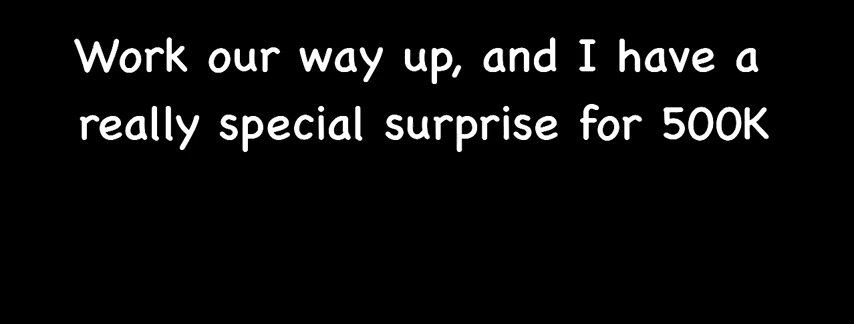 Work our way up, and I have a
really special surprise for 500K